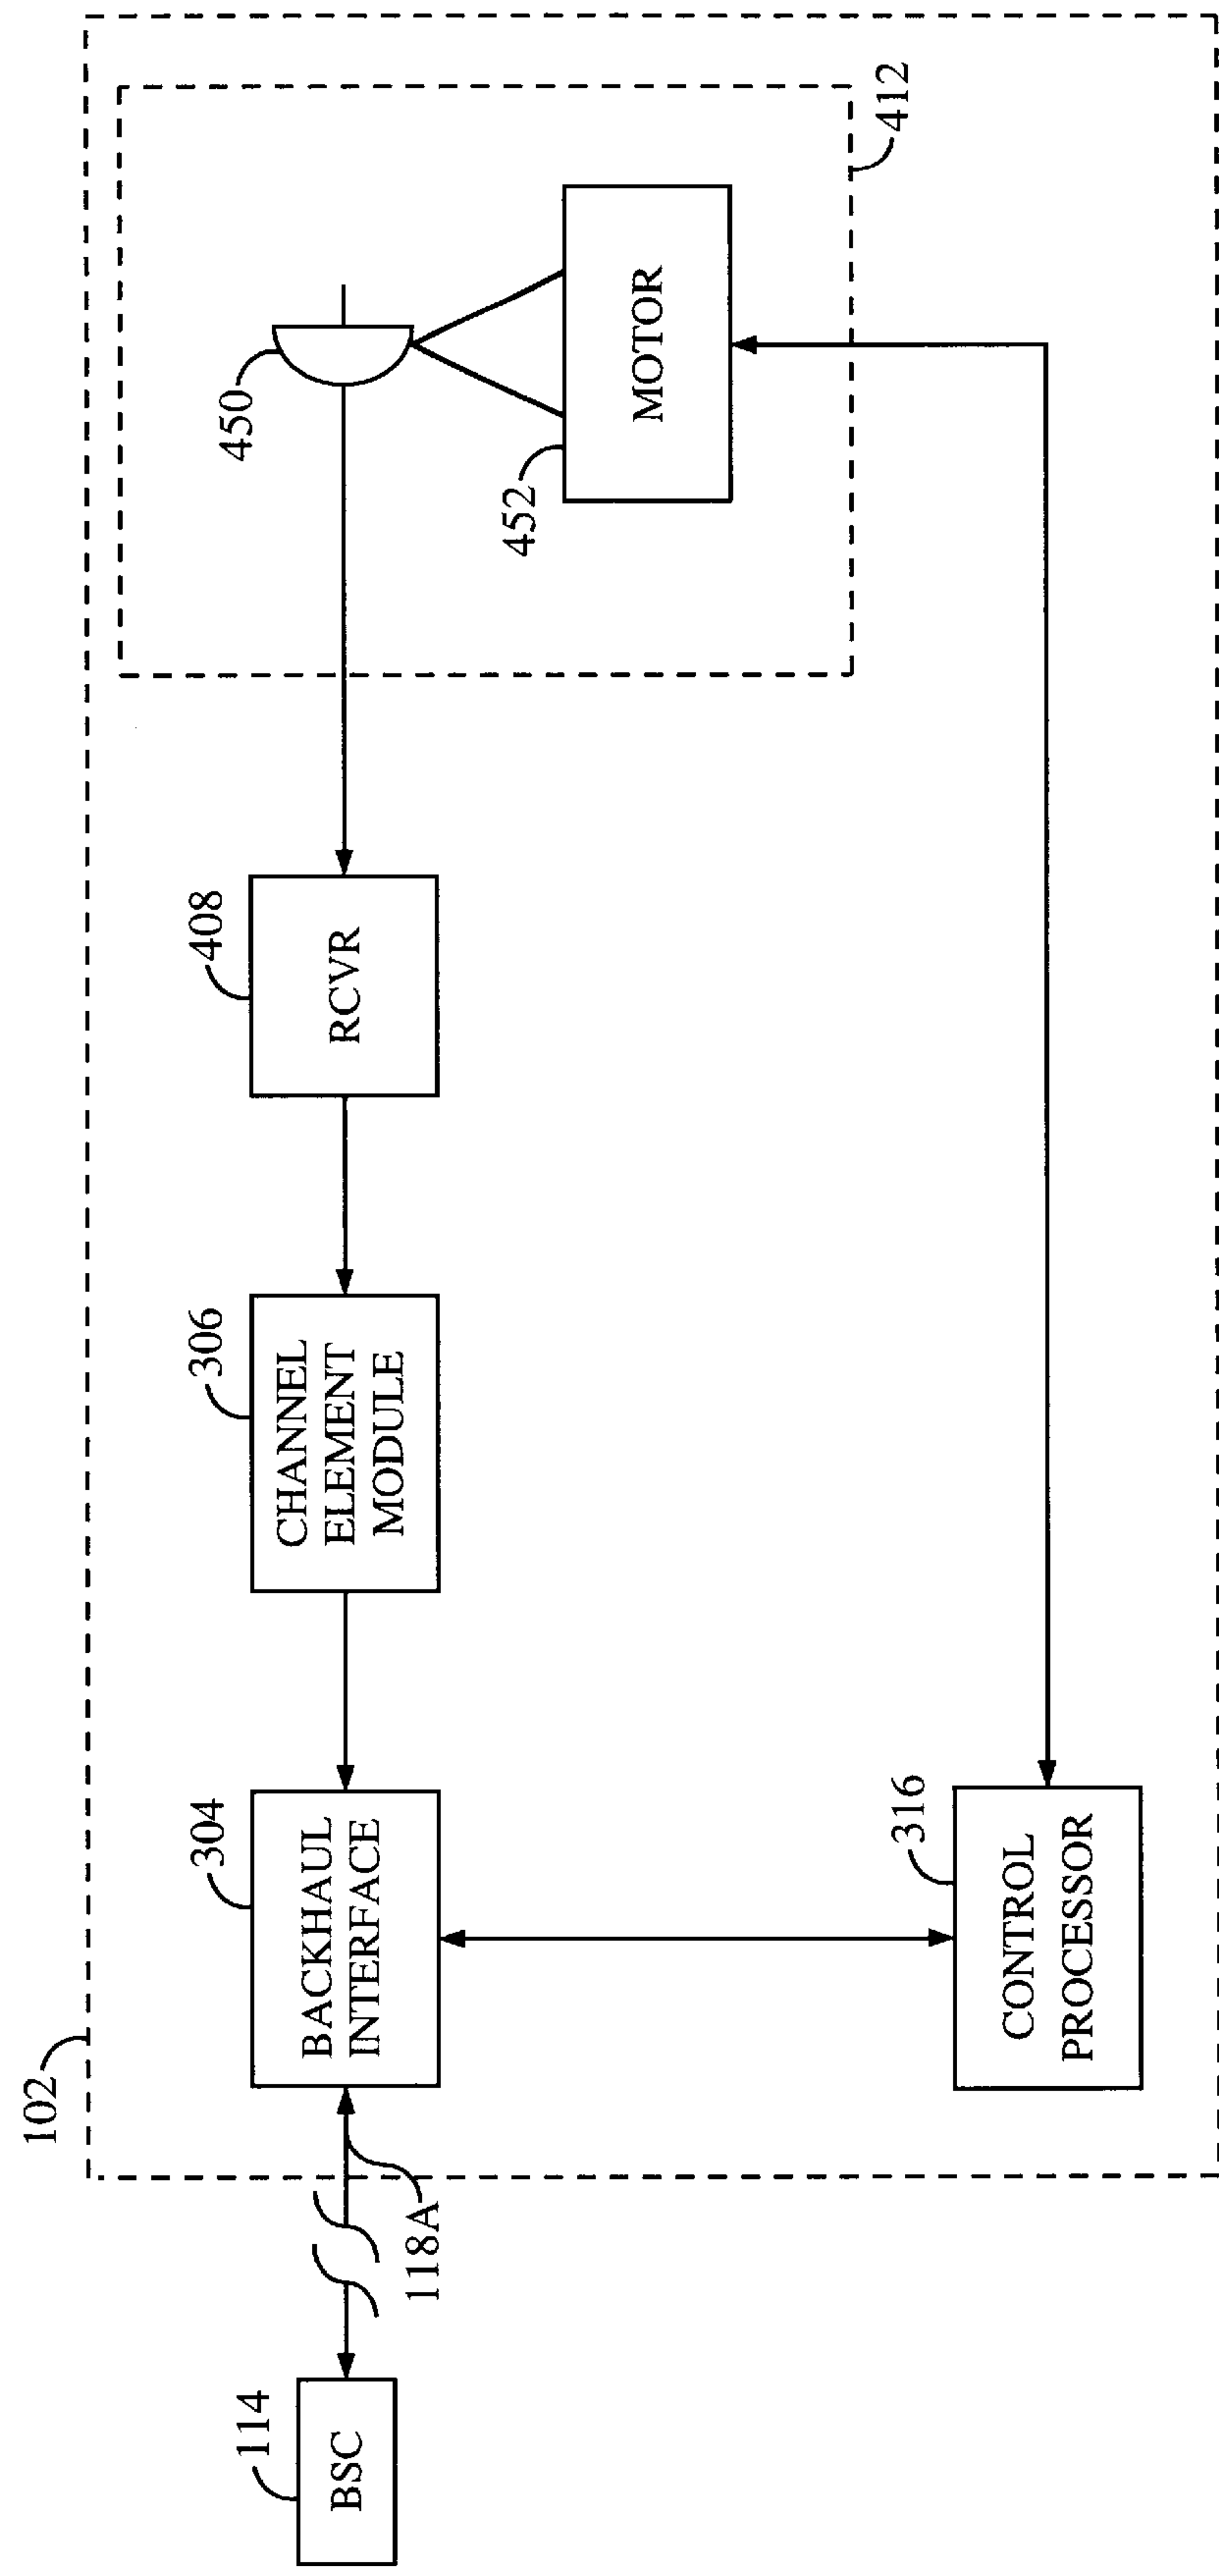 102
114
BSC
118A
304
BACKHAUL
INTERFACE
306
CHANNEL
ELEMENT
MODULE
408
RCVR
450
452
MOTOR
412
316
CONTROL
PROCESSOR